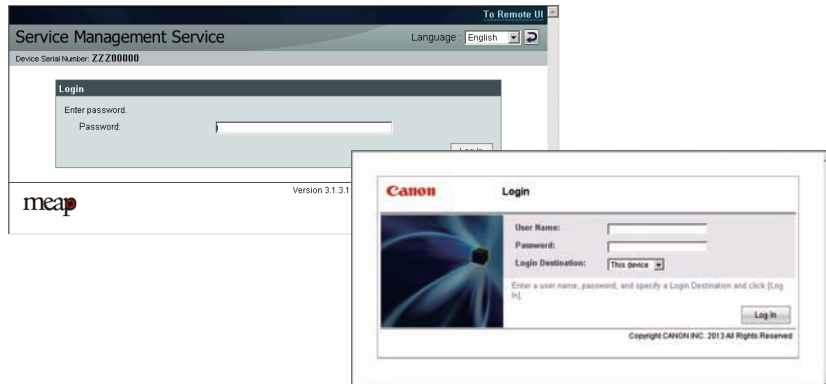 To Remote UI
Service Management Service
Language : English
Device Serial Number: ZZZ00000
Login
Enter password.
Password:
Version 3.1.3.1
meap
Canon
Login
User Name:
Password:
Login Destination: This device
Enter a user name, password, and specify a Login Destination and click [Log
In].
Log In
Copyright CANON INC. 2013 All Rights Reserved